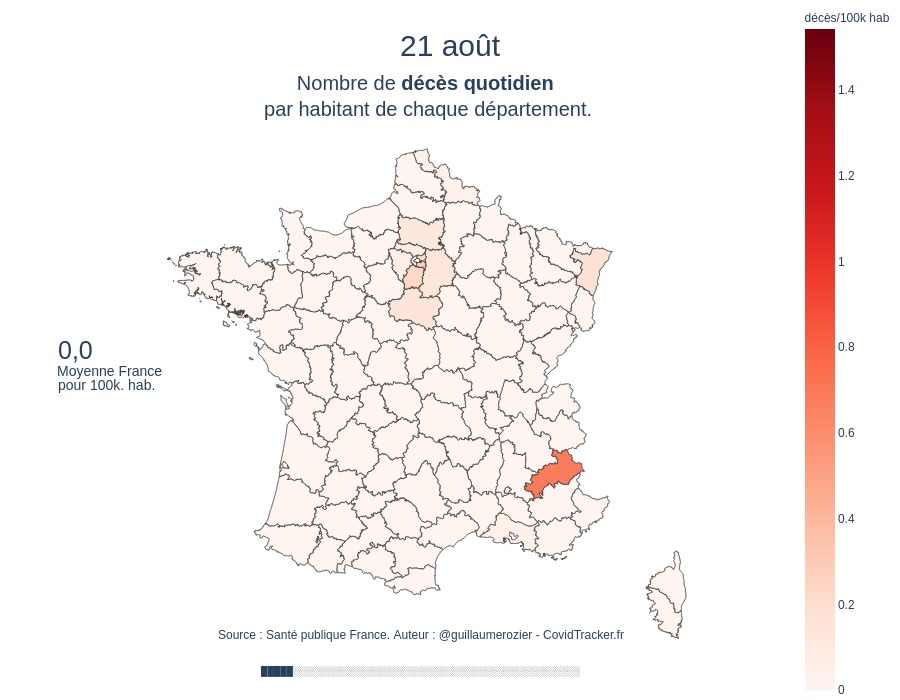 décès/100k hab
21 août
Nombre de décès quotidien
par habitant de chaque département.
1.4
1.2
1
0.8
0.6
0.4
0.2
0
0,0
Moyenne France
pour 100k. hab.
Source : Santé publique France. Auteur : @guillaumerozier - CovidTracker.fr